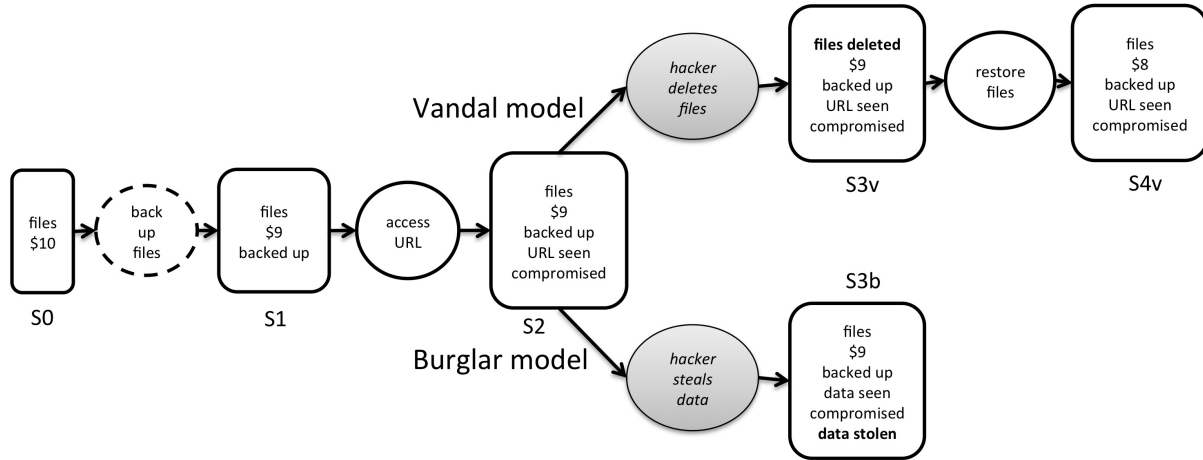 files
$10
S0
back
up
files
files
$9
backed up
S1
access
URL
files
$9
backed up
URL seen
compromised
S2
Vandal model
hacker
deletes
files
files deleted
$9
backed up
URL seen
compromised
S3v
restore
files
files
$8
backed up
URL seen
compromised
S4v
Burglar model
hacker
steals
data
S3b
files
$9
backed up
data seen
compromised
data stolen